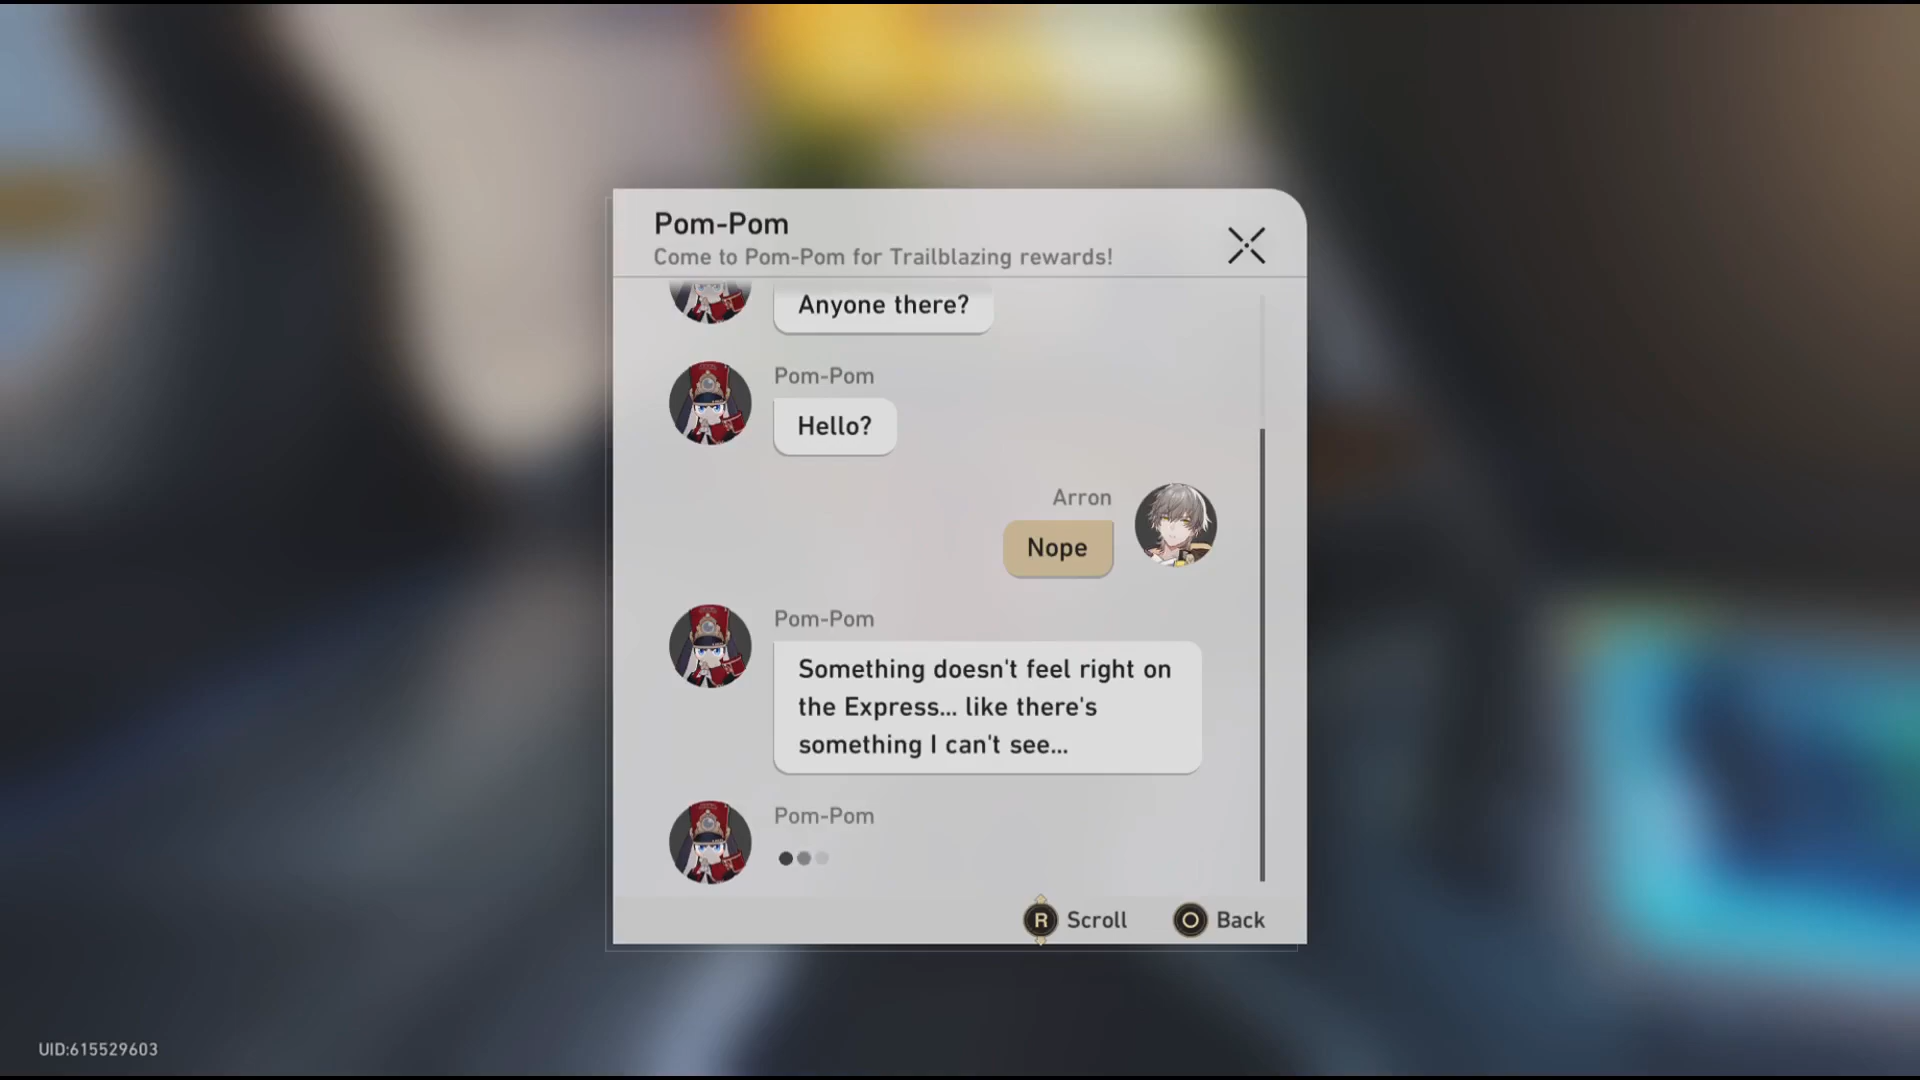 Pom-Pom
Come to Pom-Pom for Trailblazing rewards!
Anyone there?
Pom-Pom
Hello?
Arron
Nope
Pom-Pom
Something doesn't feel right on
the Express... like there's
something I can't see...
Pom-Pom
R Scroll
Back
UID:615529603